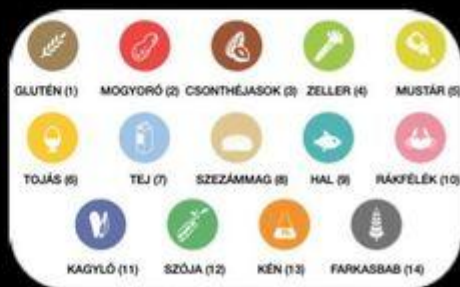 GLUTÉN (1) MOGYORÓ (2) CSONTHÉJASOK (3) ZELLER (4) MUSTÁR (5)
TOJÁS (6) TEJ (7) SZEZÁMMAG (8) HAL (9) RÁKFÉLÉK (10)
KAGYLÓ (11) SZÓJA (12) KÉN (13) FARKASBAB (14)